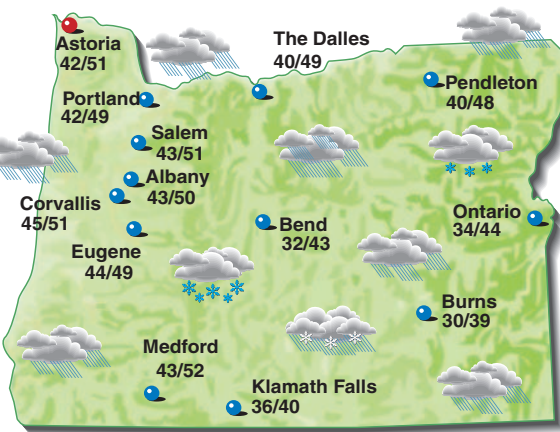 Astoria
42/51
The Dalles
40/49
Portland
42/49
Pendleton
40/48
Salem
43/51
Albany
43/50
Corvallis
45/51
Ontario
34/44
Bend
32/43
Eugene
44/49
Burns
30/39
Medford
43/52
Klamath Falls
36/40